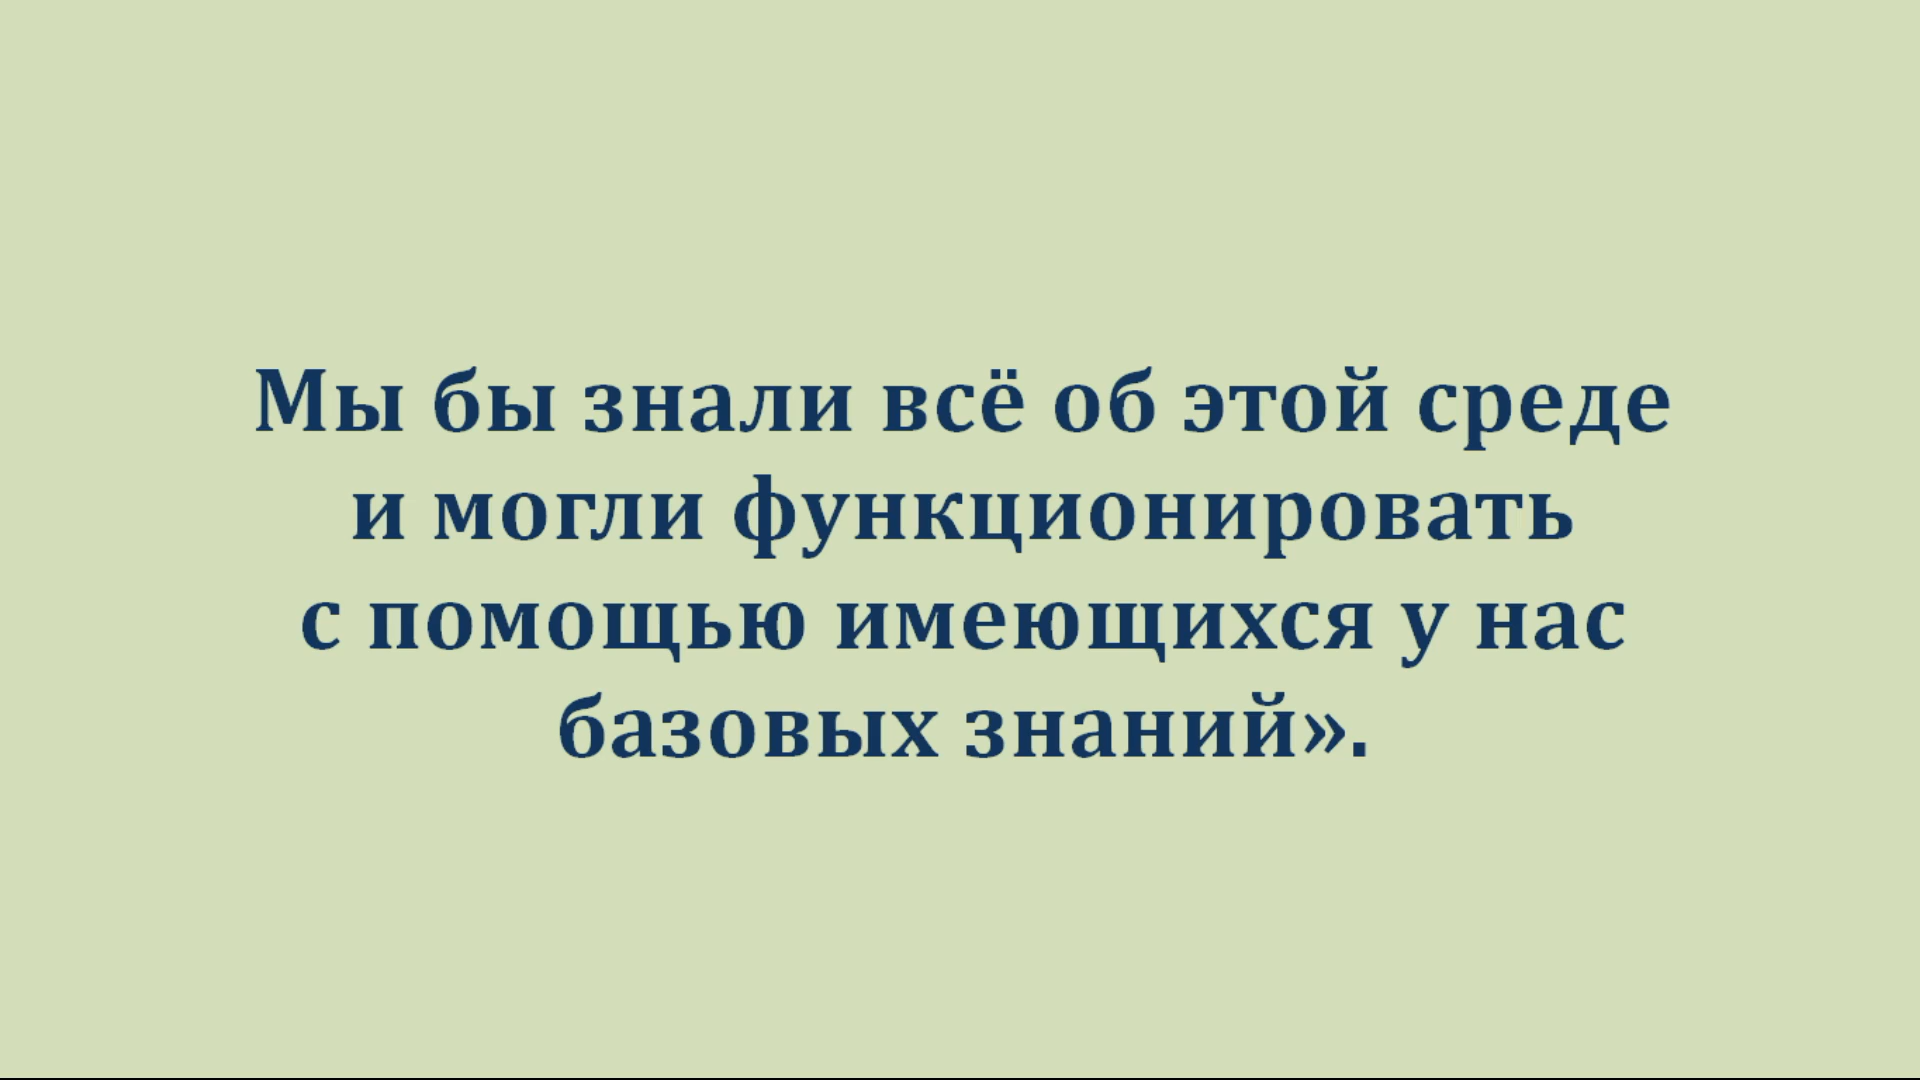 Мы бы знали всё об этой среде
и могли функционировать
с помощью имеющихся у нас
базовых знаний».